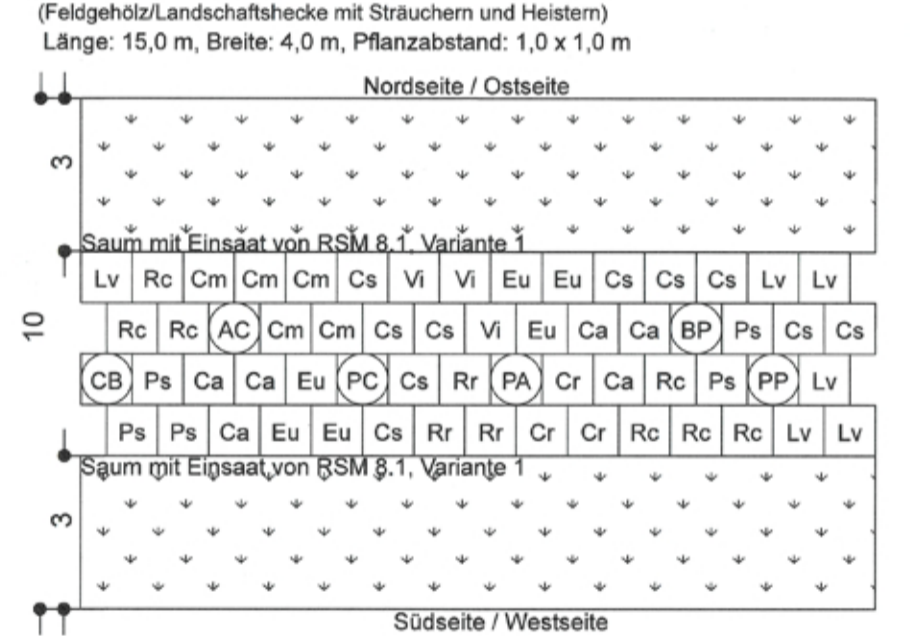 (Feldgehölz/Landschaftshecke mit Sträuchern und Heistern)
Länge: 15,0 m, Breite: 4,0 m, Pflanzabstand: 1,0 x 1,0 m
Nordseite / Ostseite
3
Saum mit Einsaat von RSM 8.1, Variante 1
Lv Rc Cm Cm Cm Cs Vi Vi Eu Eu Cs Cs Cs Lv Lv
10
Rc Rc AC Cm Cm Cs Cs Vi Eu Ca Ca BP Ps Cs Cs
CB Ps Ca Ca Eu PC Cs Rr PA Cr Ca Rc Ps PP Lv
Ps Ps Ca Eu Eu Cs Rr Rr Cr Cr Rc Rc Rc Lv Lv
Saum mit Einsaat von RSM 8.1, Variante 1
3
Südseite / Westseite